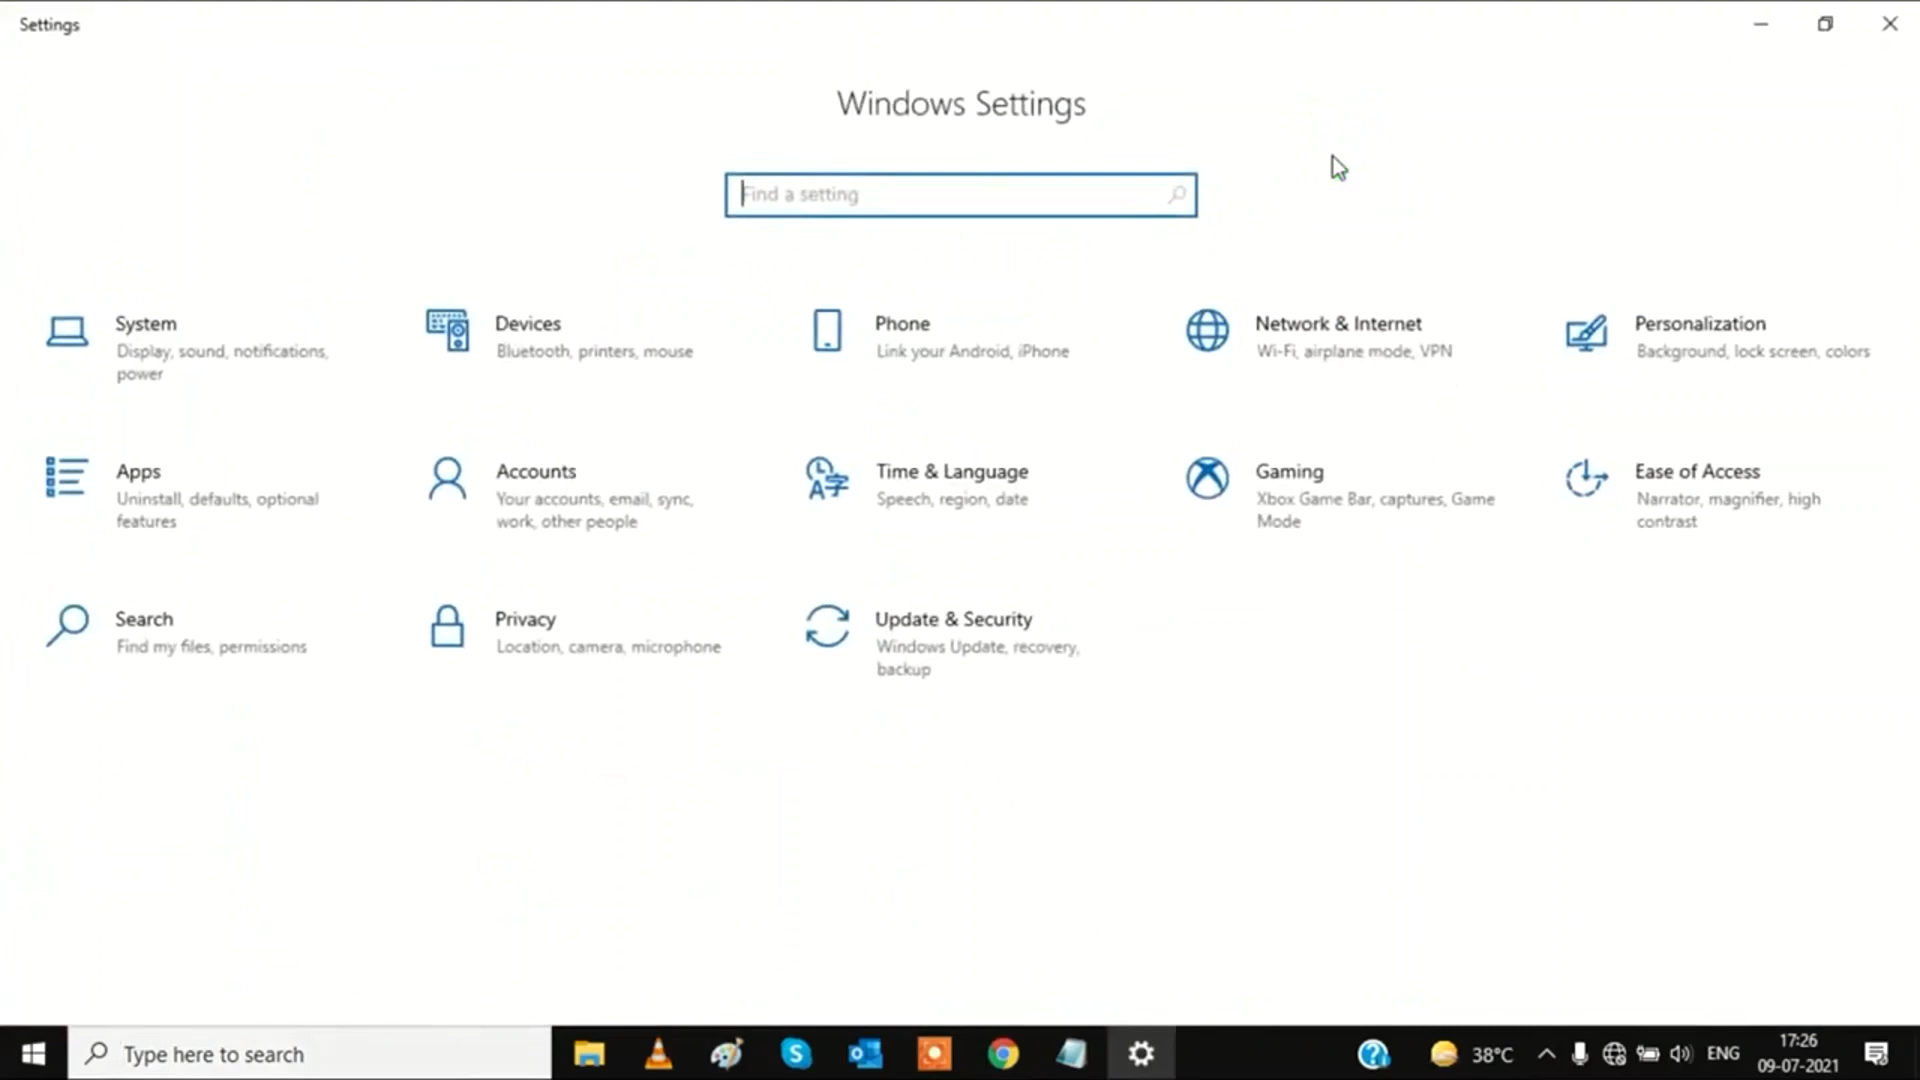 Settings
Windows Settings
Find a setting
System
Display, sound, notifications,
power
Devices
Bluetooth, printers, mouse
Phone
Link your Android, iPhone
Network & Internet
Wi-Fi, airplane mode, VPN
Personalization
Background, lock screen, colors
Apps
Uninstall, defaults, optional
features
Accounts
Your accounts, email, sync,
work, other people
Time & Language
Speech, region, date
Gaming
Xbox Game Bar, captures, Game
Mode
Ease of Access
Narrator, magnifier, high
contrast
Search
Find my files, permissions
Privacy
Location, camera, microphone
Update & Security
Windows Update, recovery,
backup
Type here to search
38°C
ENG
17:26
09-07-2021